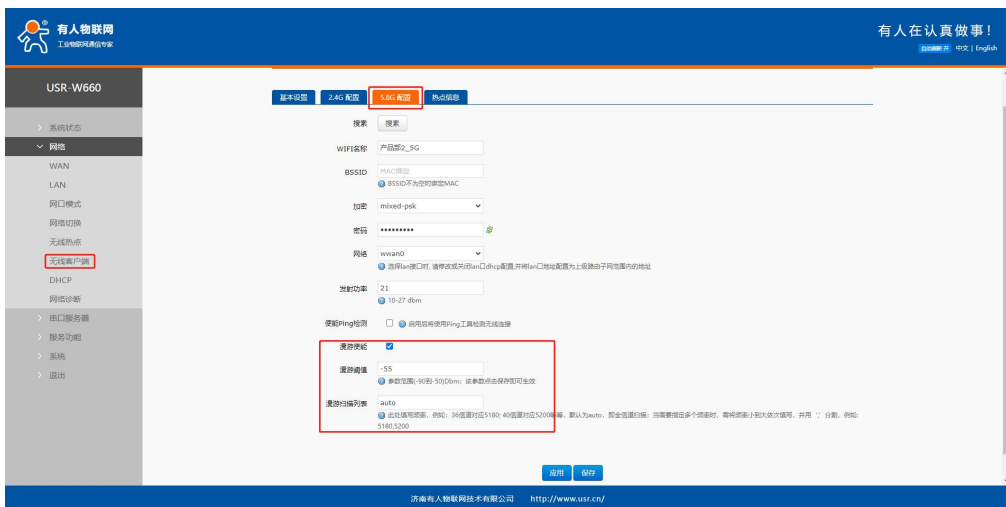 有人物联网
工业物联网通信专家
有人在认真做事！
自动刷新 开 中文 | English
USR-W660
系统状态
网络
WAN
LAN
网口模式
网络切换
无线热点
无线客户端
DHCP
网络诊断
串口服务器
服务功能
系统
退出
基本设置 2.4G 配置 5.8G 配置 热点信息
搜索 搜索
WIFI名称 产品部2_5G
BSSID MAC绑定
BSSID不为空时绑定MAC
加密 mixed-psk
密码 •••••••••
网络 wwan0
选择lan接口时, 请修改或关闭lan口dhcp配置,并将lan口地址配置为上级路由子网范围内的地址
发射功率 21
10-27 dbm
使能Ping检测 启用后将使用Ping工具检测无线连接
漫游使能
漫游阈值 -55
参数范围(-90到-50)Dbm；该参数点击保存即可生效
漫游扫描列表 auto
此处填写频率，例如：36信道对应5180; 40信道对应5200等等，默认为auto，即全信道扫描；当需要指定多个频率时，需将频率小到大依次填写，并用 ',' 分割，例如:
5180,5200
应用 保存
济南有人物联网技术有限公司 http://www.usr.cn/